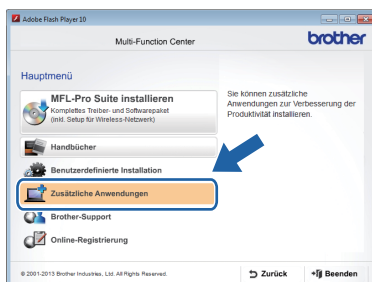 Adobe Flash Player 10
Multi-Function Center
brother
Hauptmenü
MFL-Pro Suite installieren
Komplettes Treiber- und Softwarepaket
(inkl. Setup für Wireless-Netzwerk)
Handbücher
Benutzerdefinierte Installation
Zusätzliche Anwendungen
Brother-Support
Online-Registrierung
Sie können zusätzliche
Anwendungen zur Verbesserung der
Produktivität installieren.
© 2001-2013 Brother Industries, Ltd. All Rights Reserved.
Zurück
Beenden